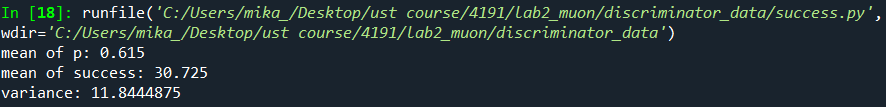 In [18]: runfile('C:/Users/mika_/Desktop/ust course/4191/lab2_muon/discriminator_data/success.py',
wdir='C:/Users/mika_/Desktop/ust course/4191/lab2_muon/discriminator_data')
mean of p: 0.615
mean of success: 30.725
variance: 11.8444875